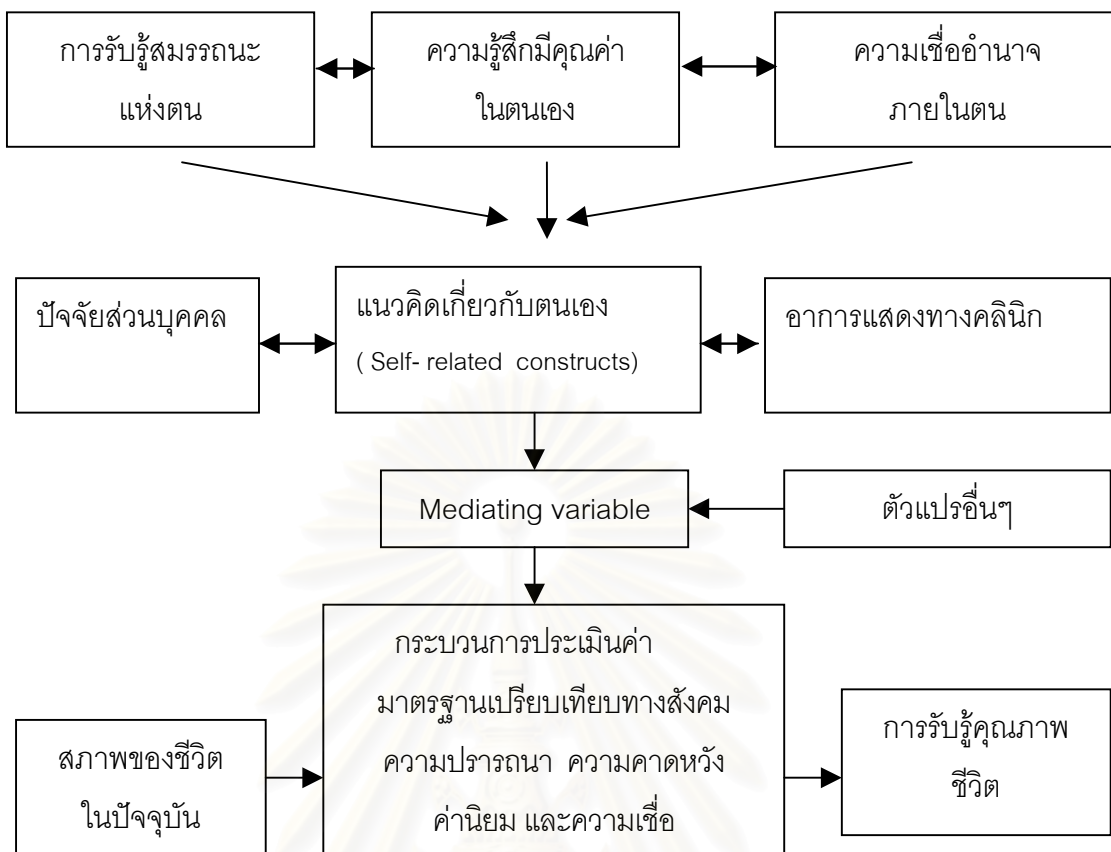 การรับรู้สมรรถนะ
แห่งตน
ความรู้สึกมีคุณค่า
ในตนเอง
ความเชื่ออำนาจ
ภายในตน
ปัจจัยส่วนบุคคล
แนวคิดเกี่ยวกับตนเอง
( Self- related constructs)
อาการแสดงทางคลินิก
Mediating variable
ตัวแปรอื่นๆ
สภาพของชีวิต
ในปัจจุบัน
กระบวนการประเมินค่า
มาตรฐานเปรียบเทียบทางสังคม
ความปรารถนา ความคาดหวัง
ค่านิยม และความเชื่อ
การรับรู้คุณภาพ
ชีวิต